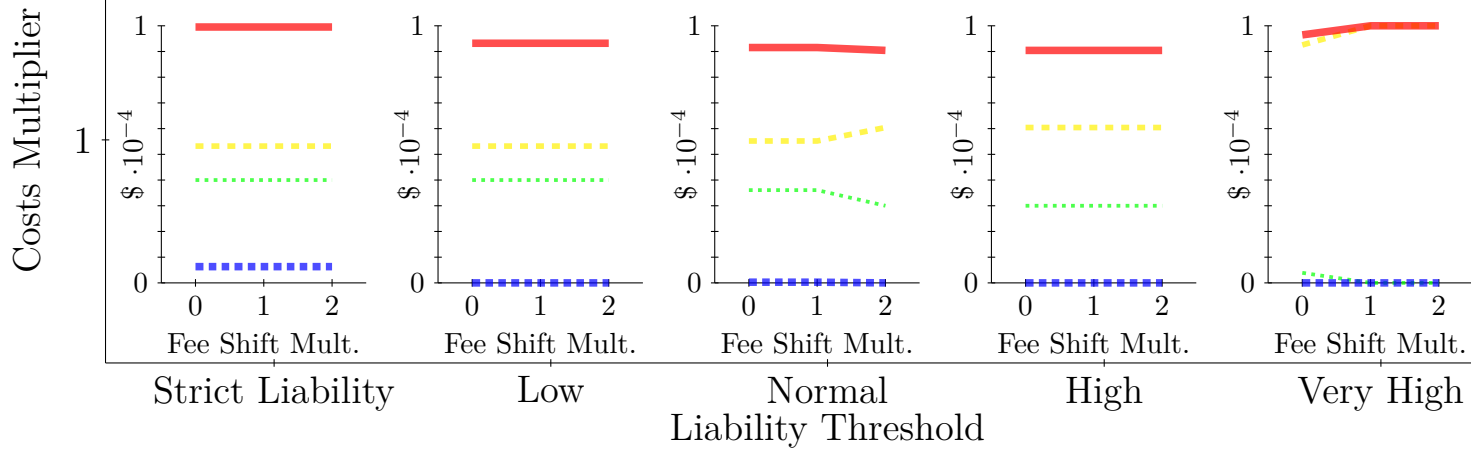 Costs Multiplier
1
1
0
$ ·10⁻⁴
0 1 2
Fee Shift Mult.
1
0
$ ·10⁻⁴
0 1 2
Fee Shift Mult.
1
0
$ ·10⁻⁴
0 1 2
Fee Shift Mult.
1
0
$ ·10⁻⁴
0 1 2
Fee Shift Mult.
1
0
$ ·10⁻⁴
0 1 2
Fee Shift Mult.
Strict Liability Low Normal High Very High
Liability Threshold